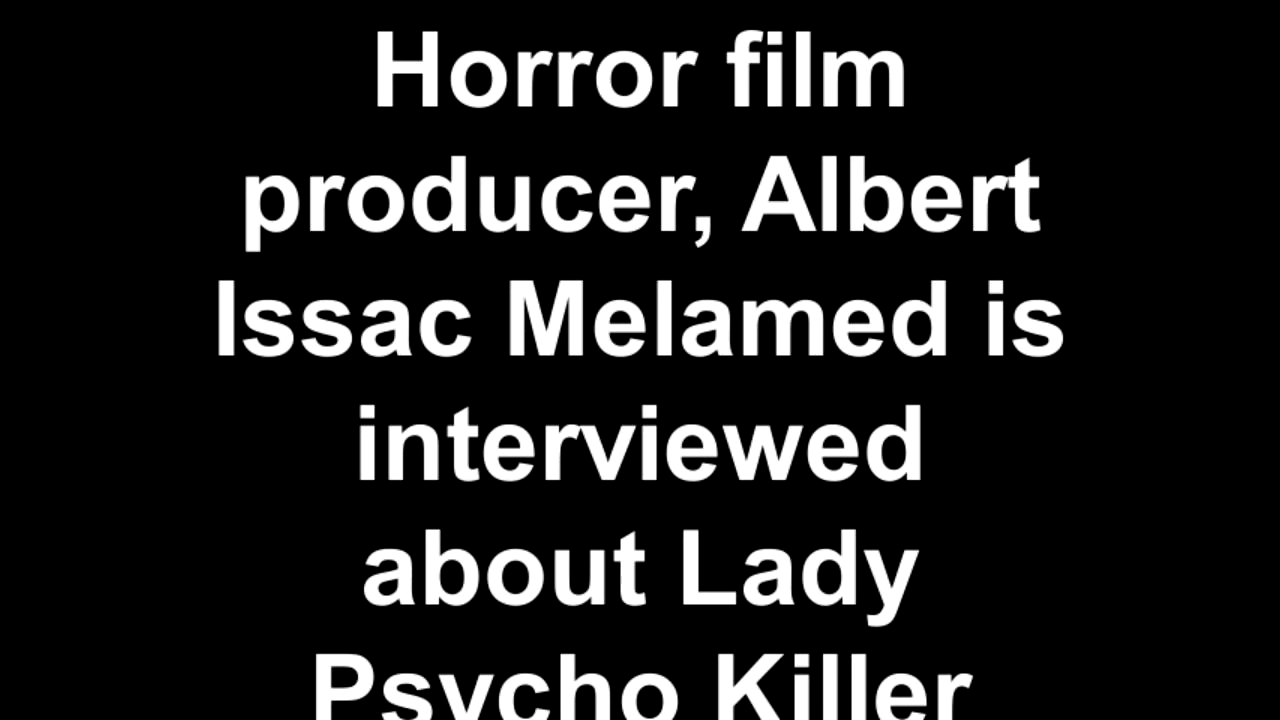 Horror film
producer, Albert
Issac Melamed is
interviewed
about Lady
Psycho Killer